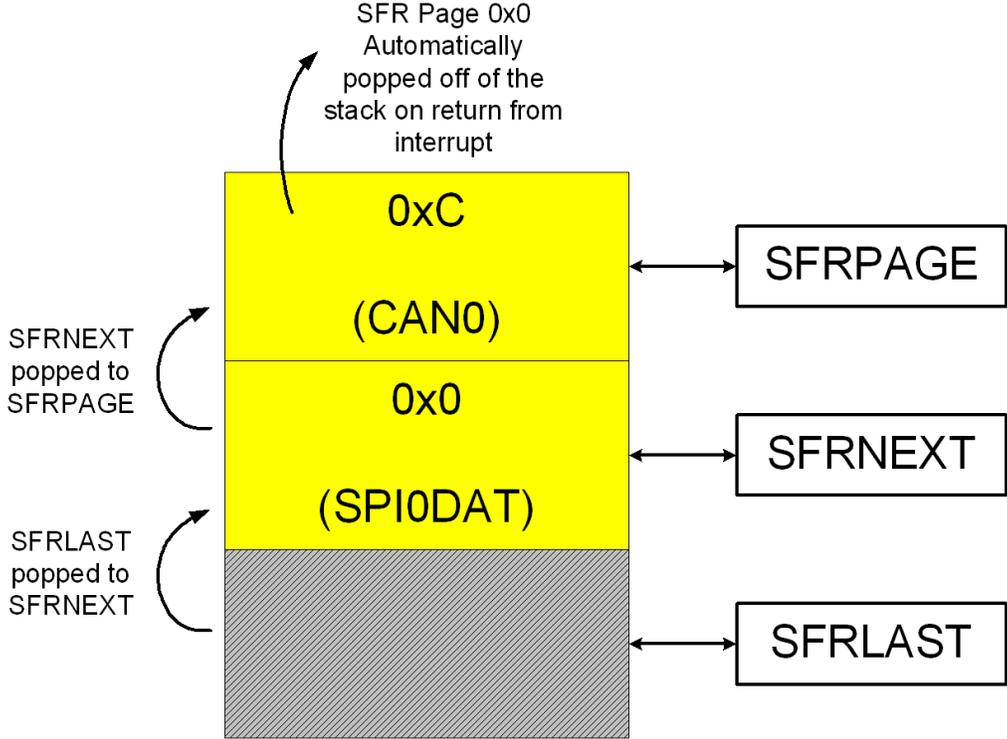 SFR Page 0x0
Automatically
popped off of the
stack on return from
interrupt
0xC
SFRPAGE
(CAN0)
SFRNEXT
popped to
SFRPAGE
0x0
SFRNEXT
(SPI0DAT)
SFRLAST
popped to
SFRNEXT
SFRLAST